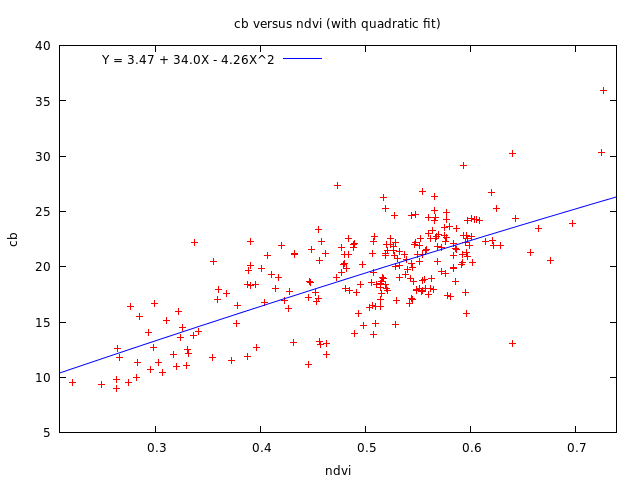 cb versus ndvi (with quadratic fit)
Y = 3.47 + 34.0X - 4.26X^2
40
35
30
25
20
15
10
5
cb
0.3 0.4 0.5 0.6 0.7
ndvi